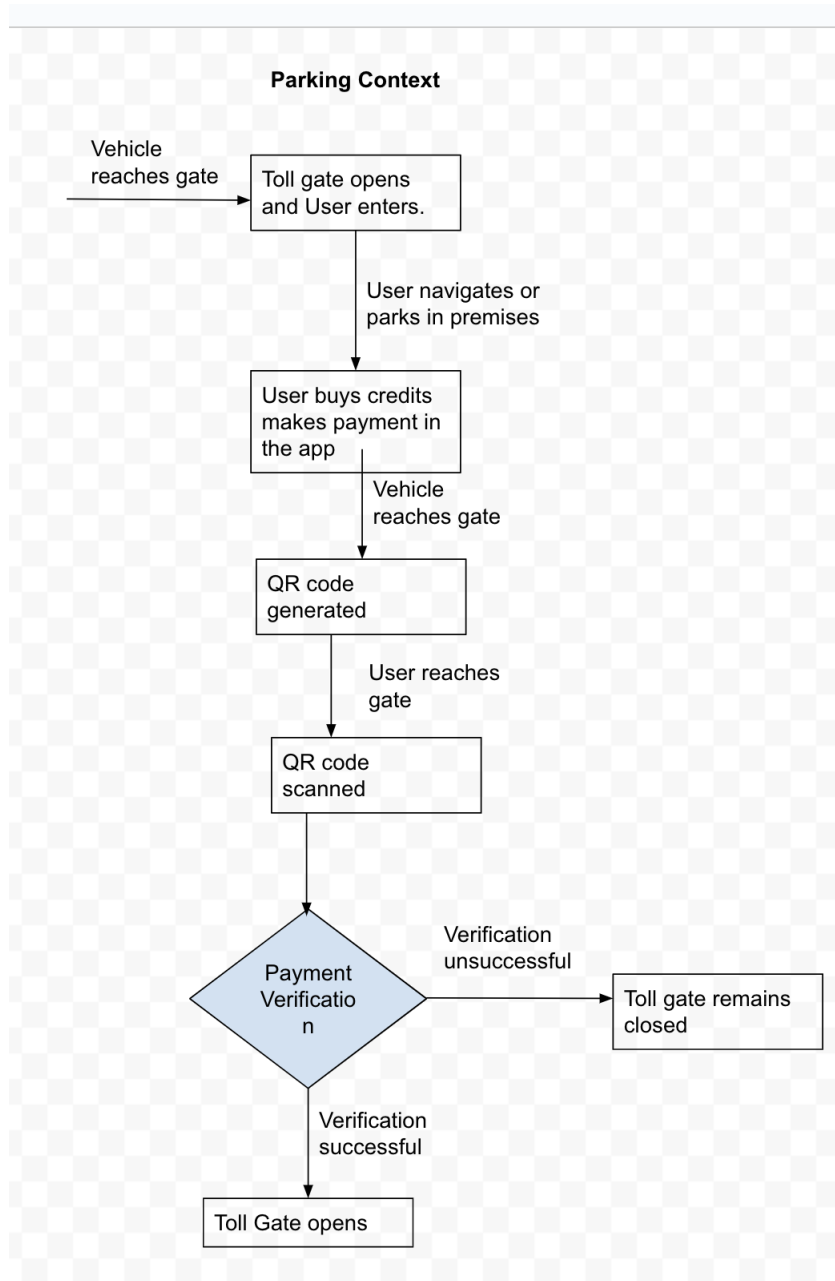 Parking Context
Vehicle
reaches gate
Toll gate opens
and User enters.
User navigates or
parks in premises
User buys credits
makes payment in
the app
Vehicle
reaches gate
QR code
generated
User reaches
gate
QR code
scanned
Payment
Verificatio
n
Verification
unsuccessful
Toll gate remains
closed
Verification
successful
Toll Gate opens